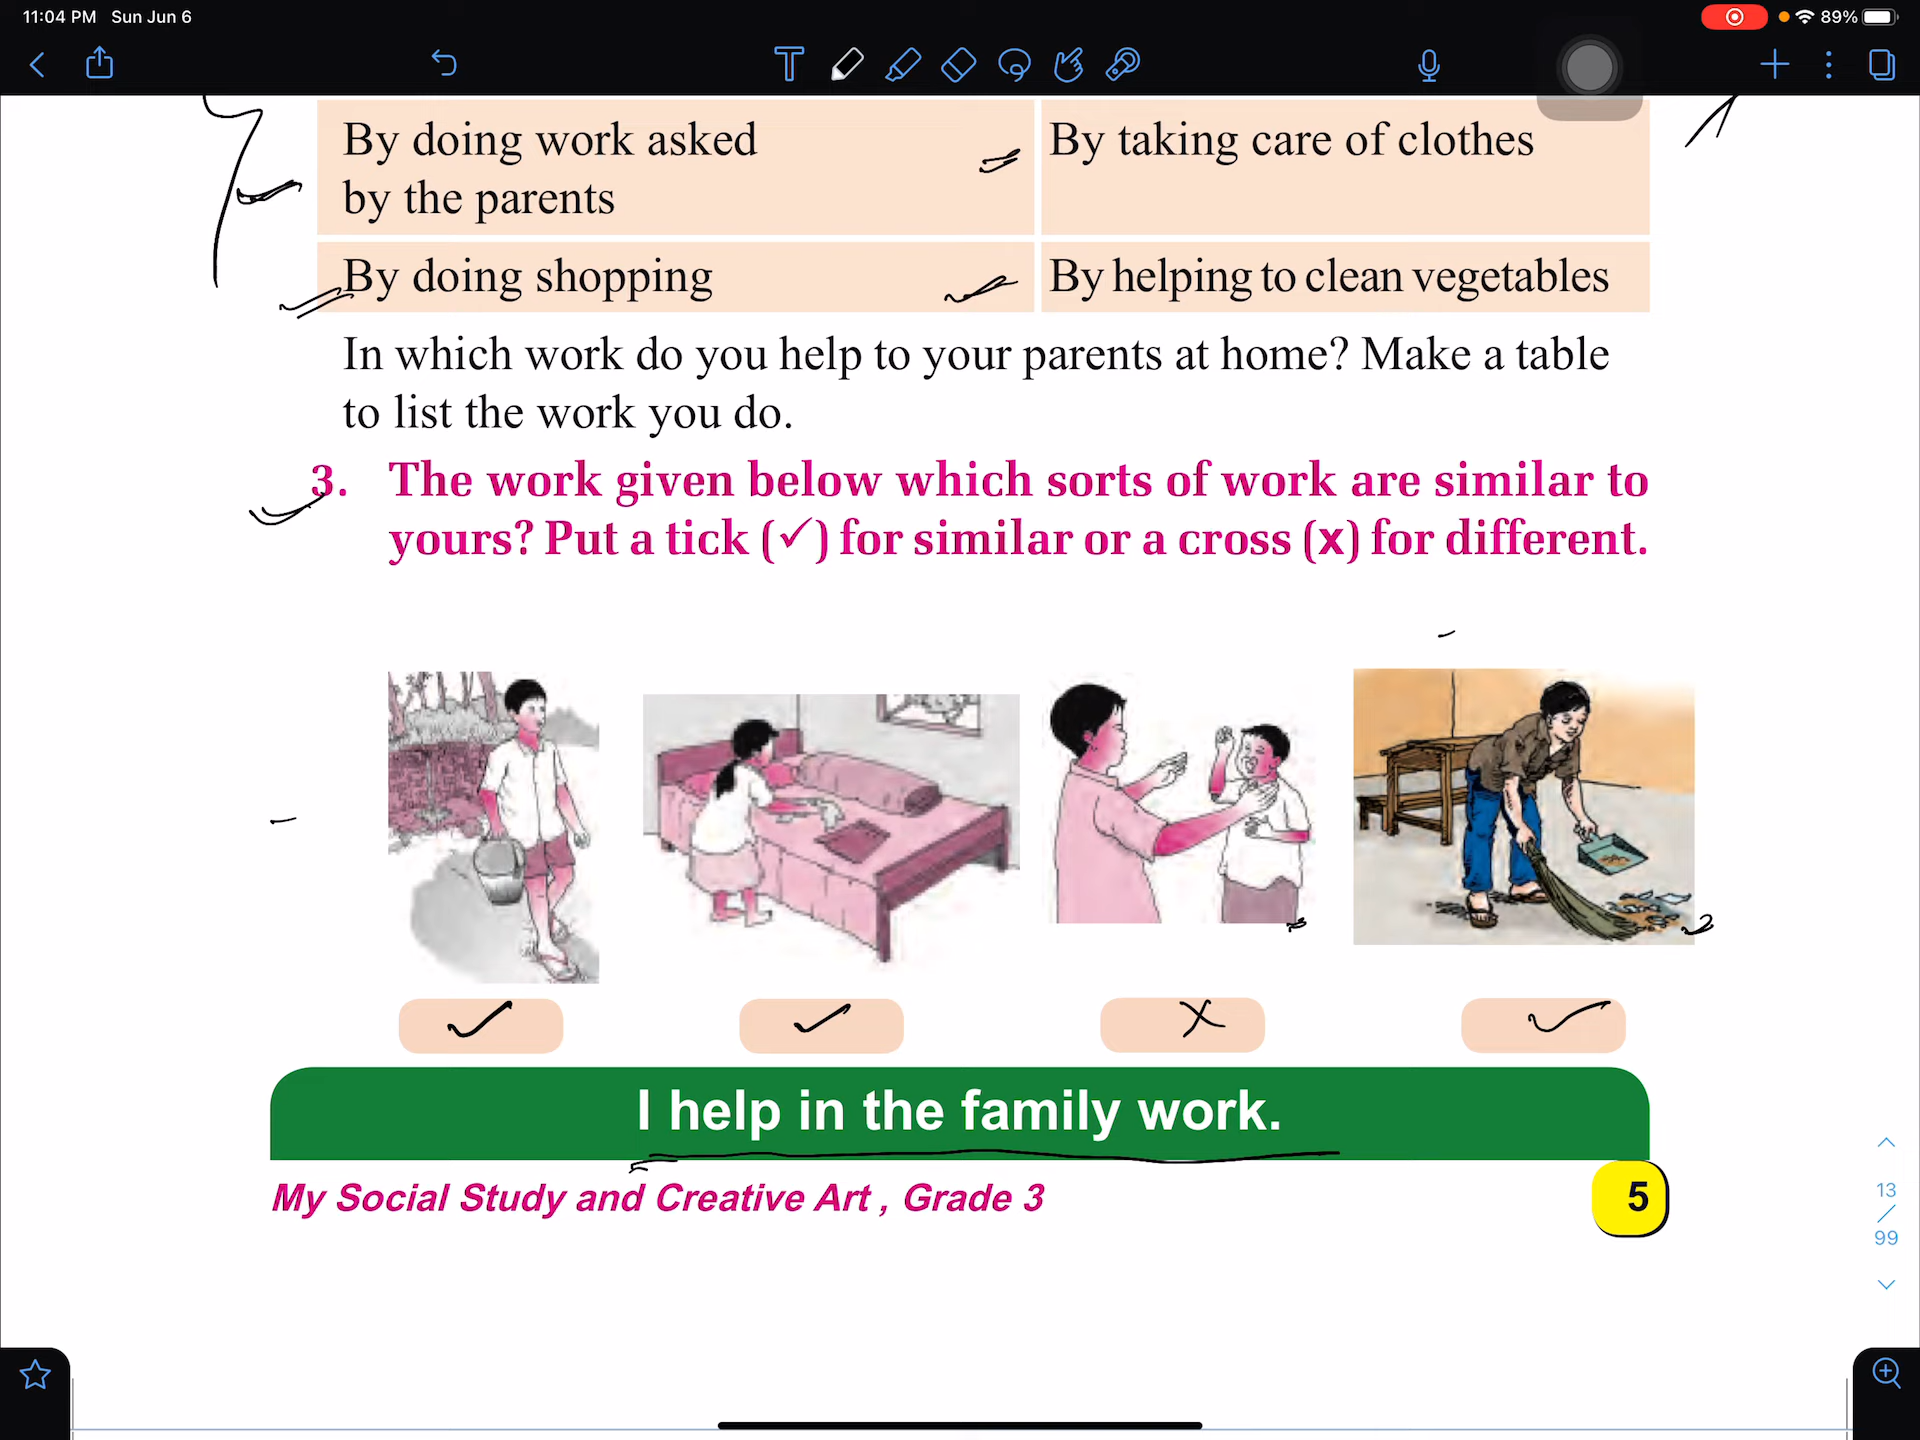 11:04 PM Sun Jun 6
89%
By doing work asked
by the parents
By taking care of clothes
By doing shopping
By helping to clean vegetables
In which work do you help to your parents at home? Make a table
to list the work you do.
3. The work given below which sorts of work are similar to
yours? Put a tick (✓) for similar or a cross (x) for different.
✓ ✓ x ✓
I help in the family work.
My Social Study and Creative Art , Grade 3
5
13
/
99